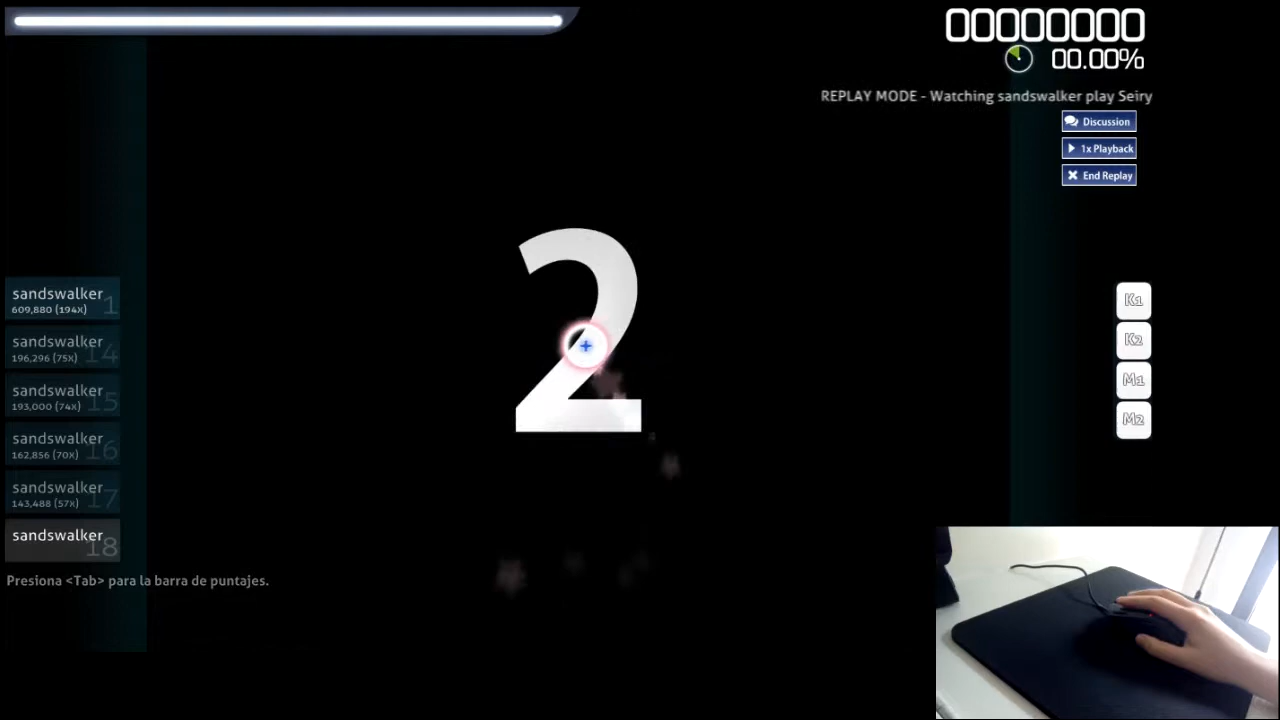 00000000
00.00%
REPLAY MODE - Watching sandswalker play Seiry
Discussion
1x Playback
End Replay
2
sandswalker
609,880 (194x)
1
sandswalker
196,296 (75x)
14
sandswalker
193,000 (74x)
15
sandswalker
162,856 (70x)
16
sandswalker
143,488 (57x)
17
sandswalker
18
Presiona <Tab> para la barra de puntajes.
K1
K2
M1
M2